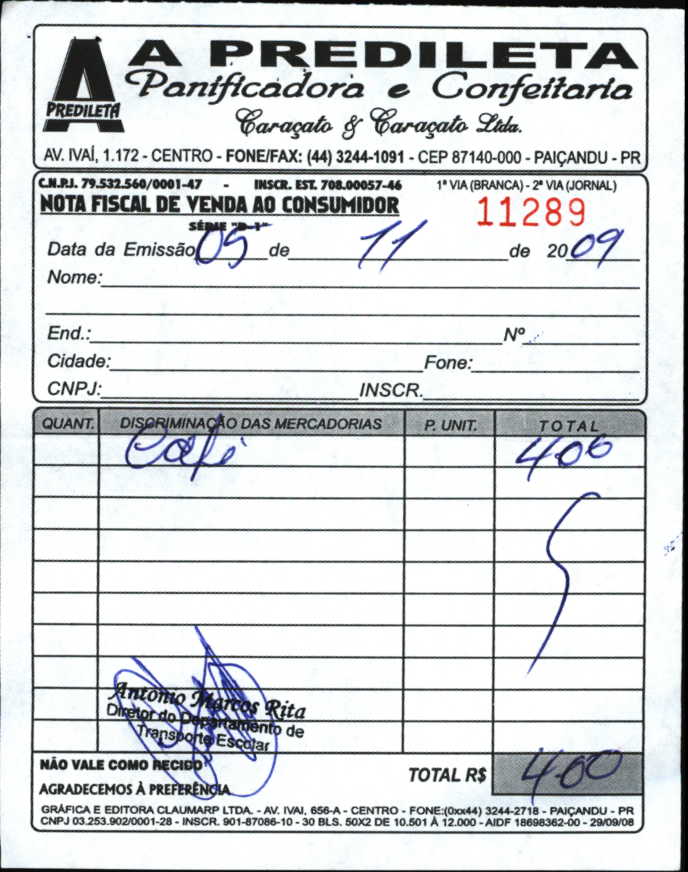 A PREDILETA
A PREDILETA
Panificadora e Confeitaria
Caraçato & Caraçato Ltda.
AV. IVAÍ, 1.172 - CENTRO - FONE/FAX: (44) 3244-1091 - CEP 87140-000 - PAIÇANDU - PR
C.N.P.J. 79.532.560/0001-47 - INSCR. EST. 708.00057-46 1ª VIA (BRANCA) - 2ª VIA (JORNAL)
NOTA FISCAL DE VENDA AO CONSUMIDOR 11289
SÉRIE "D-1"
Data da Emissão 05 de 11 de 2009
Nome:
End.: Nº
Cidade: Fone:
CNPJ: INSCR.
QUANT. DISCRIMINAÇÃO DAS MERCADORIAS P. UNIT. TOTAL
Café 400
Antonio Marcos Rita
Diretor do Departamento de
Transporte Escolar
NÃO VALE COMO RECIBO TOTAL R$ 400
AGRADECEMOS À PREFERÊNCIA
GRÁFICA E EDITORA CLAUMARP LTDA. - AV. IVAI, 656-A - CENTRO - FONE:(0xx44) 3244-2718 - PAIÇANDU - PR
CNPJ 03.253.902/0001-28 - INSCR. 901-87086-10 - 30 BLS. 50X2 DE 10.501 À 12.000 - AIDF 18698362-00 - 29/09/08